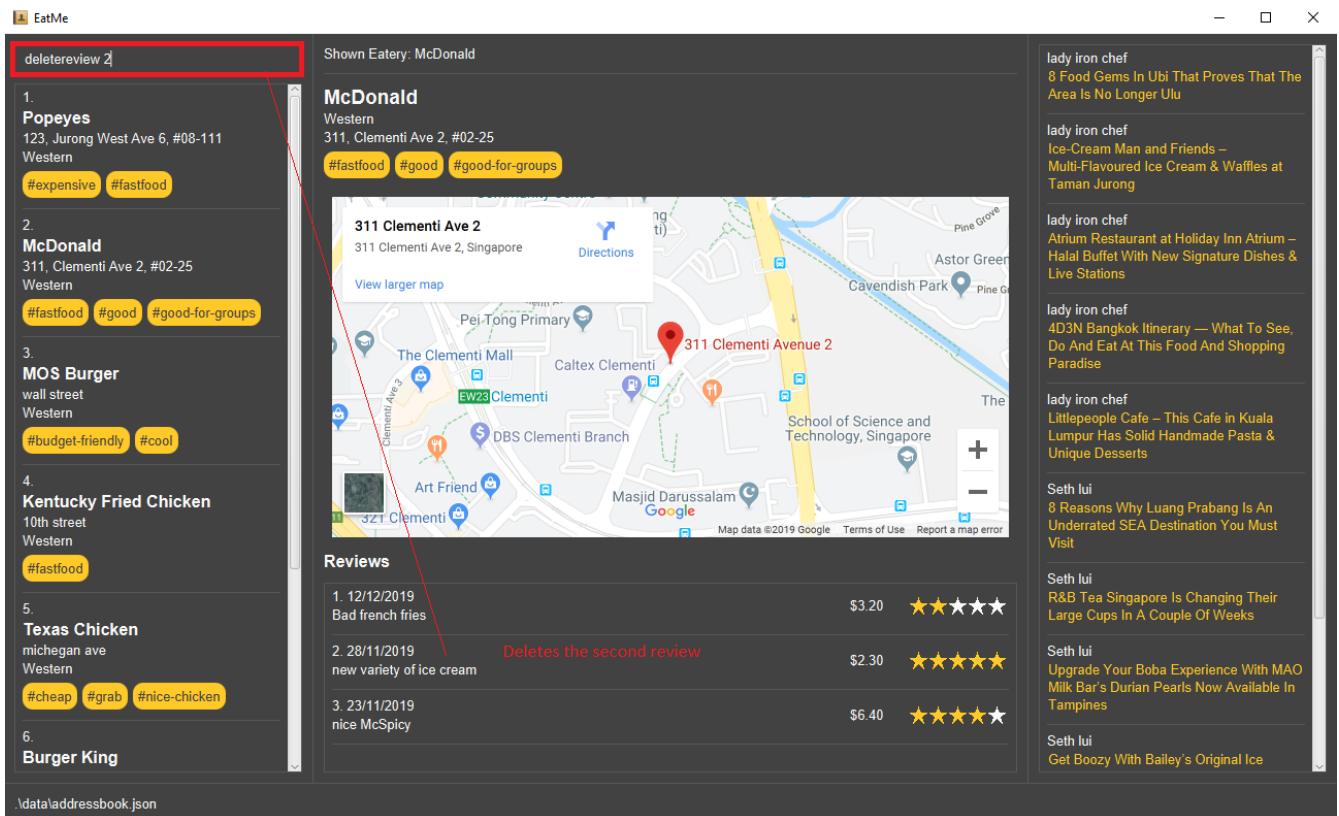 EatMe
deletereview 2
1.
Popeyes
123, Jurong West Ave 6, #08-111
Western
#expensive #fastfood
2.
McDonald
311, Clementi Ave 2, #02-25
Western
#fastfood #good #good-for-groups
3.
MOS Burger
wall street
Western
#budget-friendly #cool
4.
Kentucky Fried Chicken
10th street
Western
#fastfood
5.
Texas Chicken
michegan ave
Western
#cheap #grab #nice-chicken
6.
Burger King
Shown Eatery: McDonald
McDonald
Western
311, Clementi Ave 2, #02-25
#fastfood #good #good-for-groups
311 Clementi Ave 2
311 Clementi Ave 2, Singapore
Directions
View larger map
Pine Grove
Astor Green
Cavendish Park
Pine G
Pei Tong Primary
311 Clementi Avenue 2
The Clementi Mall
Caltex Clementi
Clementi Ave 3
EW23 Clementi
The
School of Science and
Technology, Singapore
DBS Clementi Branch
Art Friend
Masjid Darussalam
Google
321 Clementi
Map data ©2019 Google Terms of Use Report a map error
Reviews
1. 12/12/2019
Bad french fries
$3.20
2. 28/11/2019
new variety of ice cream
Deletes the second review
$2.30
3. 23/11/2019
nice McSpicy
$6.40
lady iron chef
8 Food Gems In Ubi That Proves That The
Area Is No Longer Ulu
lady iron chef
Ice-Cream Man and Friends –
Multi-Flavoured Ice Cream & Waffles at
Taman Jurong
lady iron chef
Atrium Restaurant at Holiday Inn Atrium –
Halal Buffet With New Signature Dishes &
Live Stations
lady iron chef
4D3N Bangkok Itinerary — What To See,
Do And Eat At This Food And Shopping
Paradise
lady iron chef
Littlepeople Cafe – This Cafe in Kuala
Lumpur Has Solid Handmade Pasta &
Unique Desserts
Seth lui
8 Reasons Why Luang Prabang Is An
Underrated SEA Destination You Must
Visit
Seth lui
R&B Tea Singapore Is Changing Their
Large Cups In A Couple Of Weeks
Seth lui
Upgrade Your Boba Experience With MAO
Milk Bar's Durian Pearls Now Available In
Tampines
Seth lui
Get Boozy With Bailey's Original Ice
.\data\addressbook.json